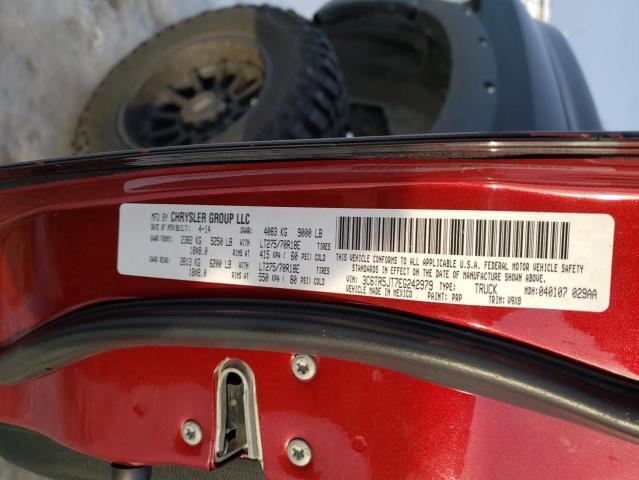 MFD BY CHRYSLER GROUP LLC
DATE OF MFR/BUILT: 4-14 GVWR: 4083 KG 9000 LB
GAWR-FRONT: 2382 KG 5250 LB WITH LT275/70R18E TIRES
18X8.0 RIMS AT 415 KPA ( 60 PSI) COLD
GAWR REAR: 2813 KG 6200 LB WITH LT275/70R18E TIRES
18X8.0 RIMS AT 550 KPA ( 80 PSI) COLD
THIS VEHICLE CONFORMS TO ALL APPLICABLE U.S.A. FEDERAL MOTOR VEHICLE SAFETY
STANDARDS IN EFFECT ON THE DATE OF MANUFACTURE SHOWN ABOVE.
VIN: 3C6TR5JT7EG242979 TYPE: TRUCK MDH: 040107 029AA
MADE IN MEXICO PAINT: PRP TRIM: V9X8